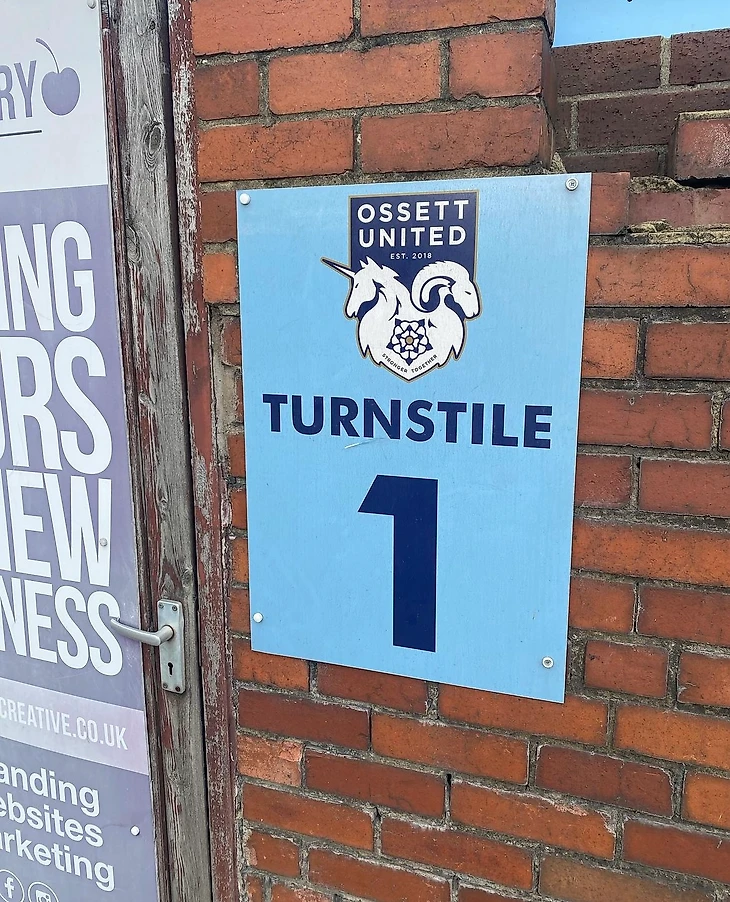 RY
ING
URS
NEW
NESS
CREATIVE.CO.UK
anding
ebsites
arketing
OSSETT
UNITED
EST. 2018
STRONGER TOGETHER
TURNSTILE
1